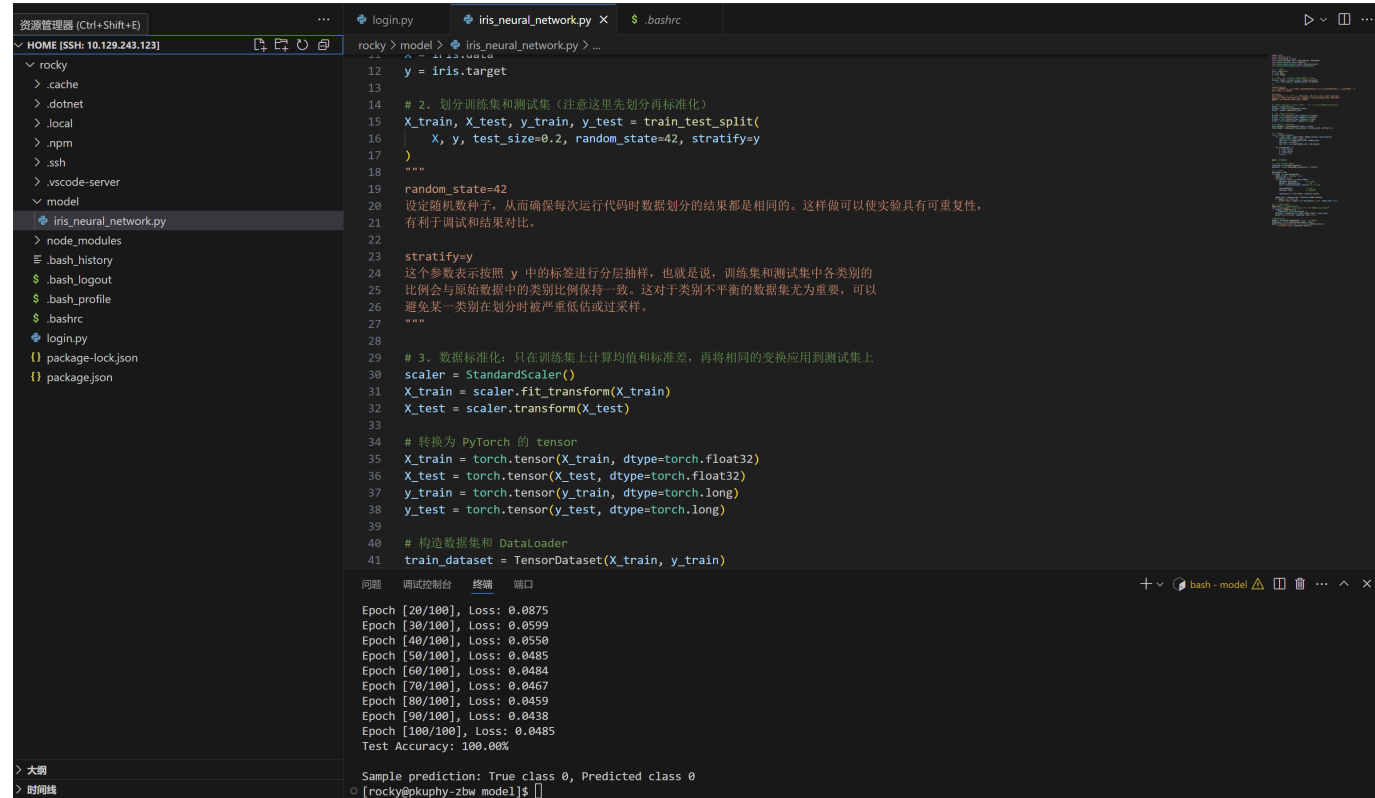 资源管理器 (Ctrl+Shift+E)
HOME [SSH: 10.129.243.123]
rocky
.cache
.dotnet
.local
.npm
.ssh
.vscode-server
model
iris_neural_network.py
node_modules
.bash_history
.bash_logout
.bash_profile
.bashrc
login.py
package-lock.json
package.json
大纲
时间线
login.py
iris_neural_network.py
.bashrc
rocky > model > iris_neural_network.py > ...
11 X = iris.data
12 y = iris.target
13
14 # 2. 划分训练集和测试集（注意这里先划分再标准化）
15 X_train, X_test, y_train, y_test = train_test_split(
16 X, y, test_size=0.2, random_state=42, stratify=y
17 )
18 """
19 random_state=42
20 设定随机数种子，从而确保每次运行代码时数据划分的结果都是相同的。这样做可以使实验具有可重复性，
21 有利于调试和结果对比。
22
23 stratify=y
24 这个参数表示按照 y 中的标签进行分层抽样，也就是说，训练集和测试集中各类别的
25 比例会与原始数据中的类别比例保持一致。这对于类别不平衡的数据集尤为重要，可以
26 避免某一类别在划分时被严重低估或过采样。
27 """
28
29 # 3. 数据标准化：只在训练集上计算均值和标准差，再将相同的变换应用到测试集上
30 scaler = StandardScaler()
31 X_train = scaler.fit_transform(X_train)
32 X_test = scaler.transform(X_test)
33
34 # 转换为 PyTorch 的 tensor
35 X_train = torch.tensor(X_train, dtype=torch.float32)
36 X_test = torch.tensor(X_test, dtype=torch.float32)
37 y_train = torch.tensor(y_train, dtype=torch.long)
38 y_test = torch.tensor(y_test, dtype=torch.long)
39
40 # 构造数据集和 DataLoader
41 train_dataset = TensorDataset(X_train, y_train)
问题 调试控制台 终端 端口
bash - model
Epoch [20/100], Loss: 0.0875
Epoch [30/100], Loss: 0.0599
Epoch [40/100], Loss: 0.0550
Epoch [50/100], Loss: 0.0485
Epoch [60/100], Loss: 0.0484
Epoch [70/100], Loss: 0.0467
Epoch [80/100], Loss: 0.0459
Epoch [90/100], Loss: 0.0438
Epoch [100/100], Loss: 0.0485
Test Accuracy: 100.00%
Sample prediction: True class 0, Predicted class 0
[rocky@pkuphy-zbw model]$